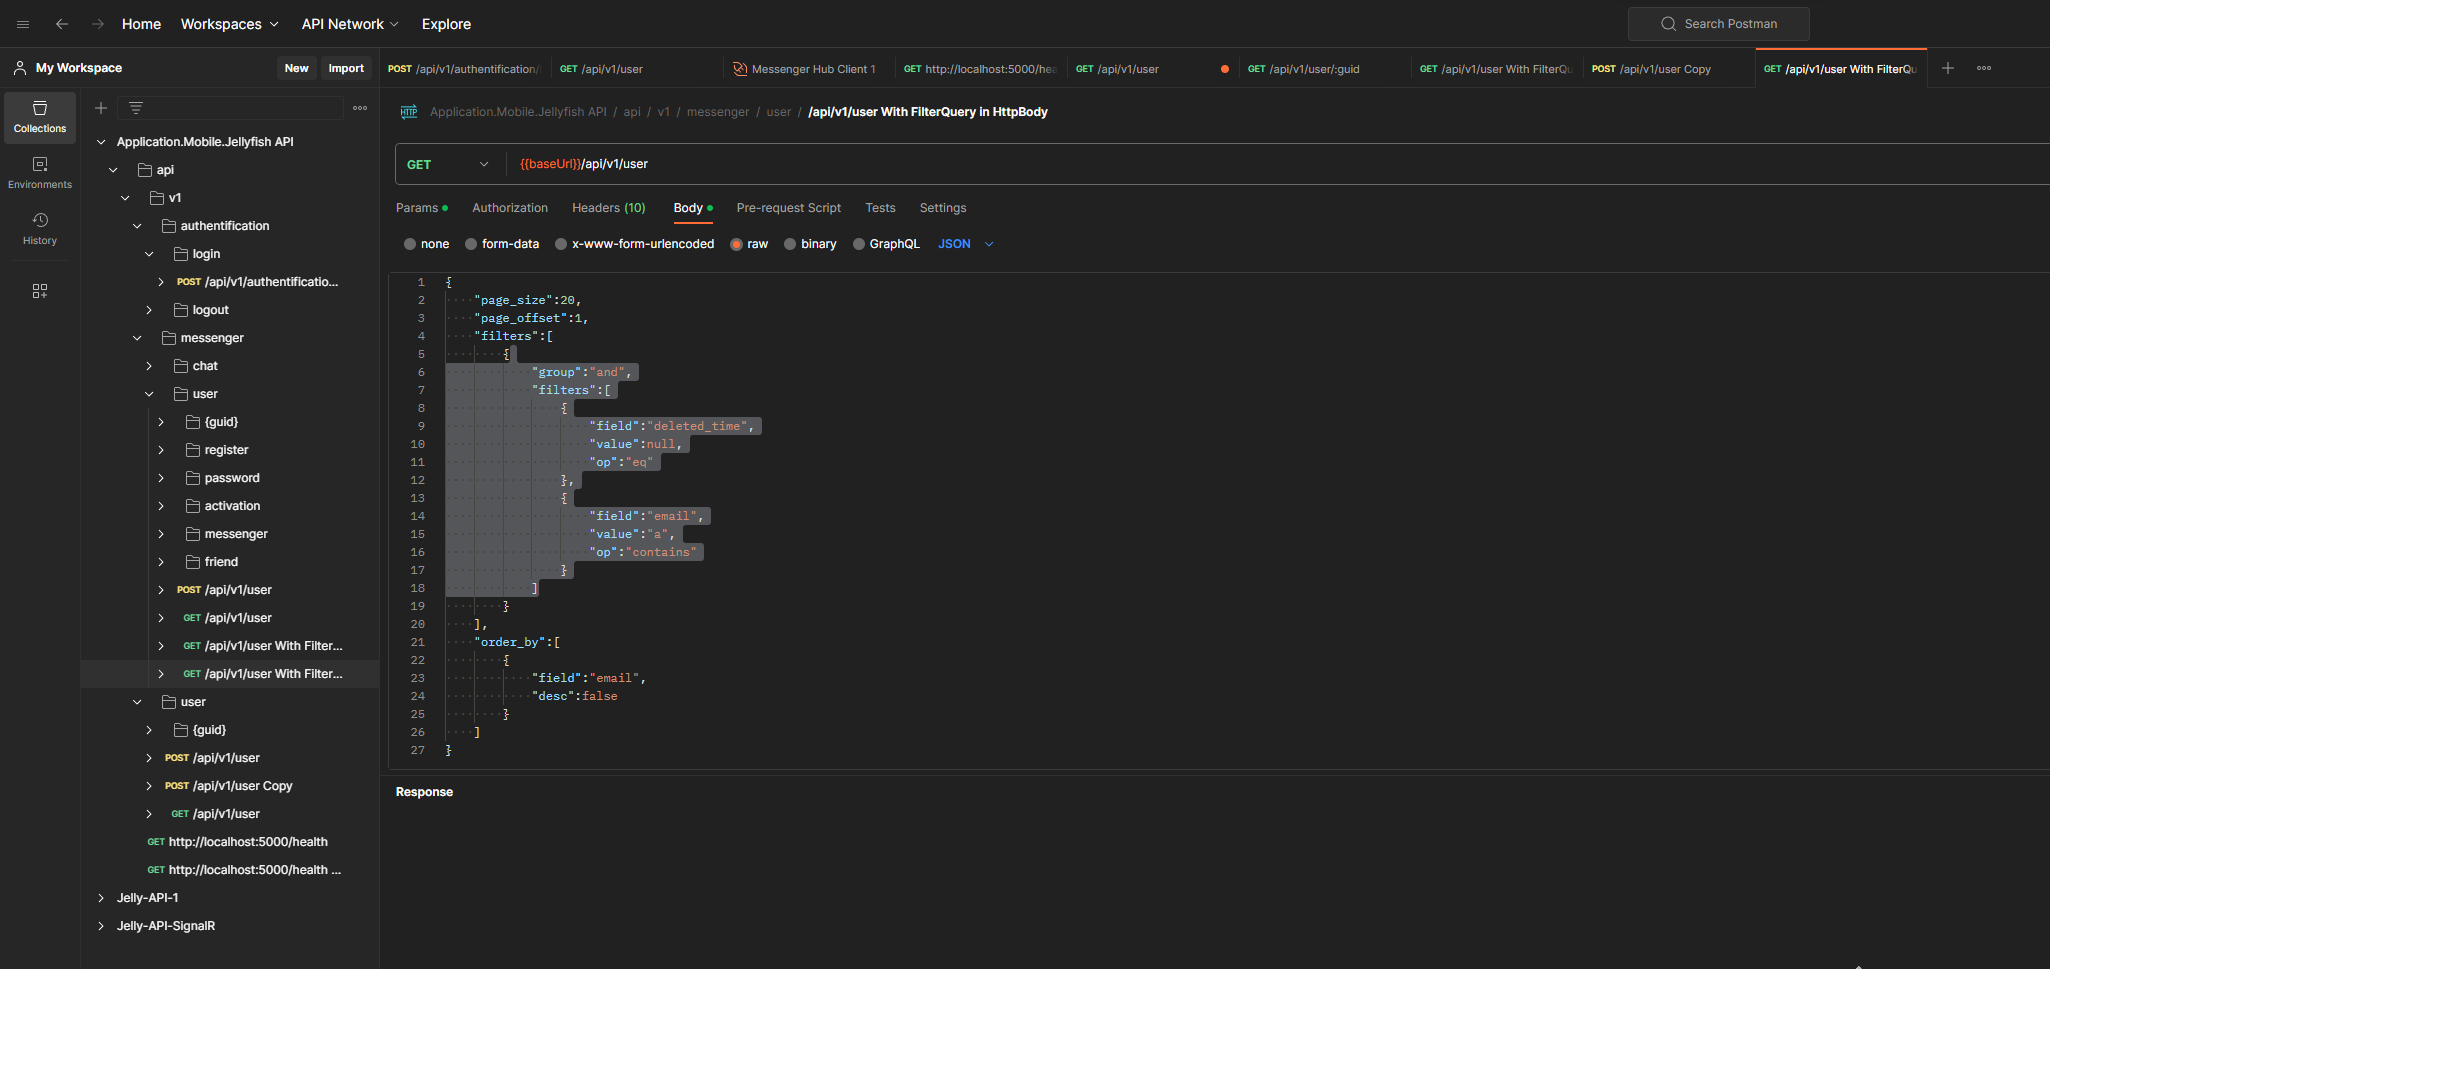 Home Workspaces API Network Explore Search Postman
My Workspace New Import
POST /api/v1/authentification/ GET /api/v1/user Messenger Hub Client 1 GET http://localhost:5000/hea GET /api/v1/user GET /api/v1/user/:guid GET /api/v1/user With FilterQu POST /api/v1/user Copy GET /api/v1/user With FilterQu
Collections
Environments
History
Application.Mobile.Jellyfish API
api
v1
authentification
login
POST /api/v1/authentificatio...
logout
messenger
chat
user
{guid}
register
password
activation
messenger
friend
POST /api/v1/user
GET /api/v1/user
GET /api/v1/user With Filter...
GET /api/v1/user With Filter...
user
{guid}
POST /api/v1/user
POST /api/v1/user Copy
GET /api/v1/user
GET http://localhost:5000/health
GET http://localhost:5000/health ...
Jelly-API-1
Jelly-API-SignalR
HTTP Application.Mobile.Jellyfish API / api / v1 / messenger / user / /api/v1/user With FilterQuery in HttpBody
GET {{baseUrl}}/api/v1/user
Params Authorization Headers (10) Body Pre-request Script Tests Settings
none form-data x-www-form-urlencoded raw binary GraphQL JSON
1 {
2 "page_size":20,
3 "page_offset":1,
4 "filters":[
5 {
6 "group":"and",
7 "filters":[
8 {
9 "field":"deleted_time",
10 "value":null,
11 "op":"eq"
12 },
13 {
14 "field":"email",
15 "value":"a",
16 "op":"contains"
17 }
18 ]
19 }
20 ],
21 "order_by":[
22 {
23 "field":"email",
24 "desc":false
25 }
26 ]
27 }
Response